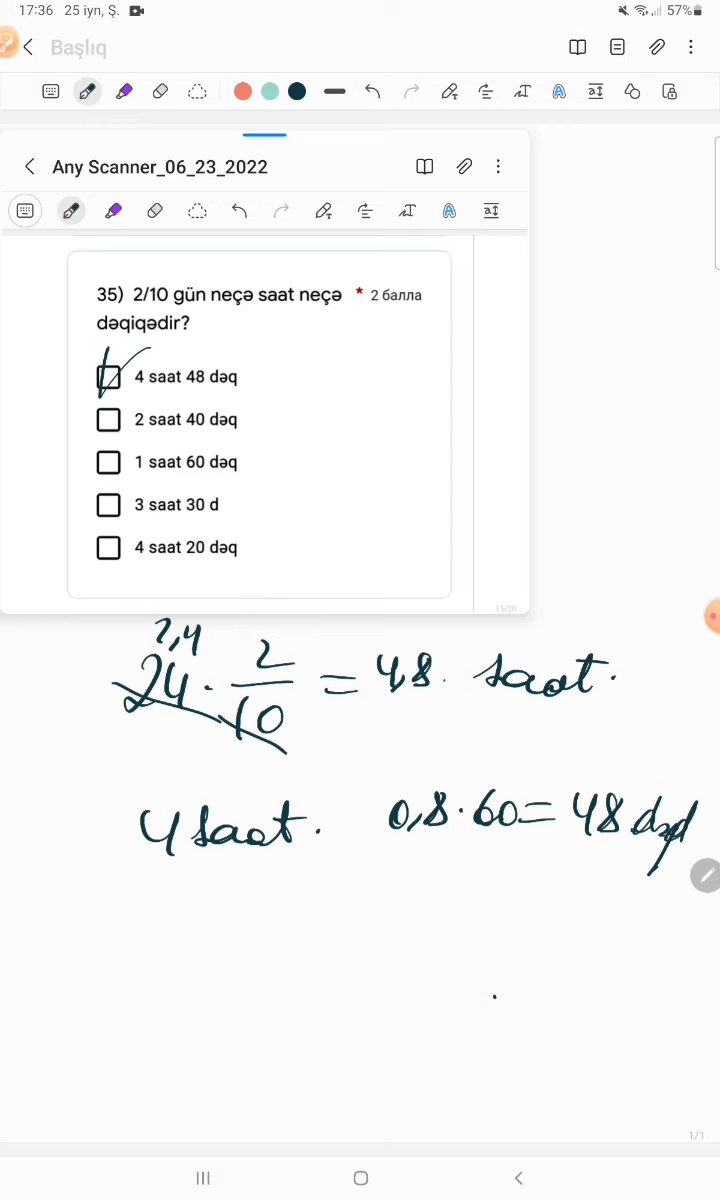 17:36 25 iyn, Ş. 57%
Başlıq
Any Scanner_06_23_2022
35) 2/10 gün neçə saat neçə * 2 балла
dəqiqədir?
4 saat 48 dəq
2 saat 40 dəq
1 saat 60 dəq
3 saat 30 d
4 saat 20 dəq
15/20
2,4
24 · 2/10 = 4,8 saat.
4 saat. 0,8 · 60 = 48 dəq
1/1